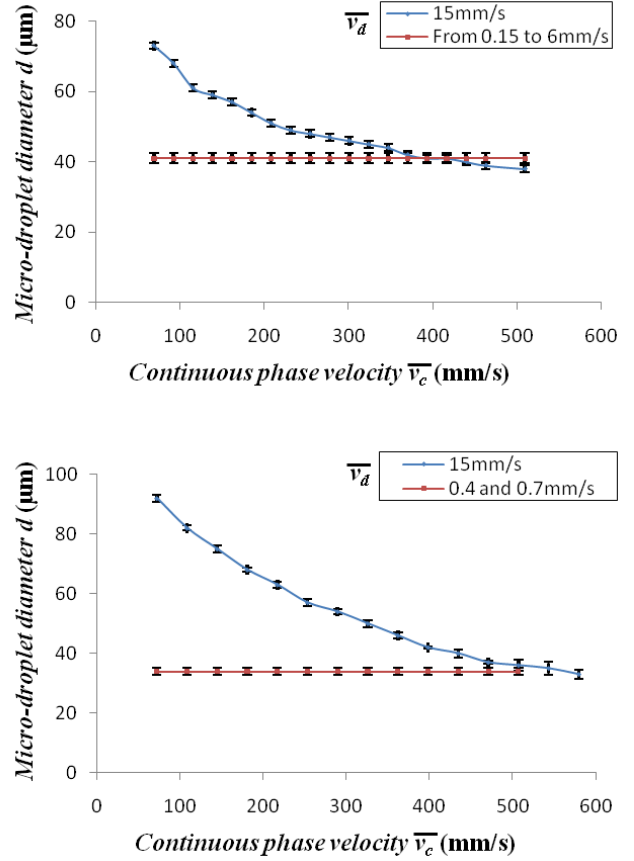 80
60
40
20
0
0 100 200 300 400 500 600
Micro-droplet diameter d (µm)
Continuous phase velocity v̅c̅ (mm/s)
v̅d̅
15mm/s
From 0.15 to 6mm/s
100
80
60
40
20
0
0 100 200 300 400 500 600
Micro-droplet diameter d (µm)
Continuous phase velocity v̅c̅ (mm/s)
v̅d̅
15mm/s
0.4 and 0.7mm/s